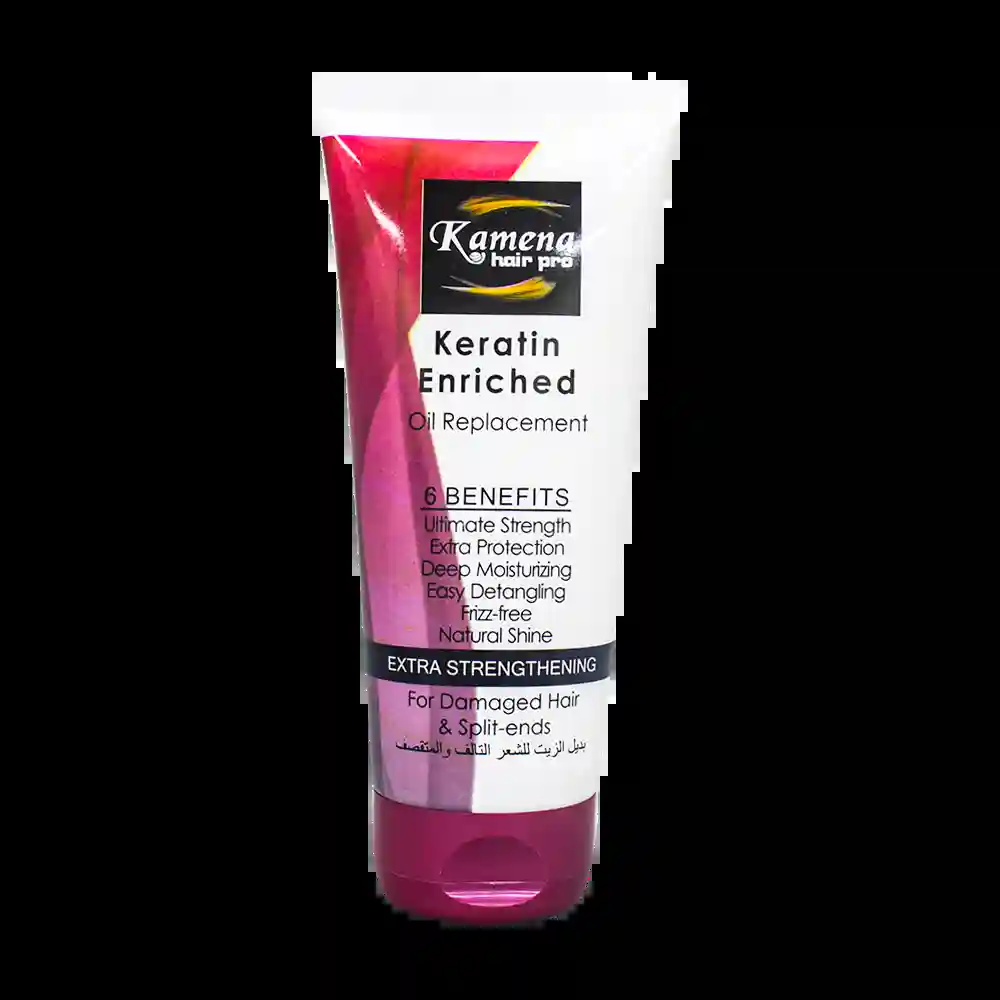 Kamena
hair pro
Keratin
Enriched
Oil Replacement
6 BENEFITS
Ultimate Strength
Extra Protection
Deep Moisturizing
Easy Detangling
Frizz-free
Natural Shine
EXTRA STRENGTHENING
For Damaged Hair
& Split-ends
بديل الزيت للشعر التالف والمتقصف